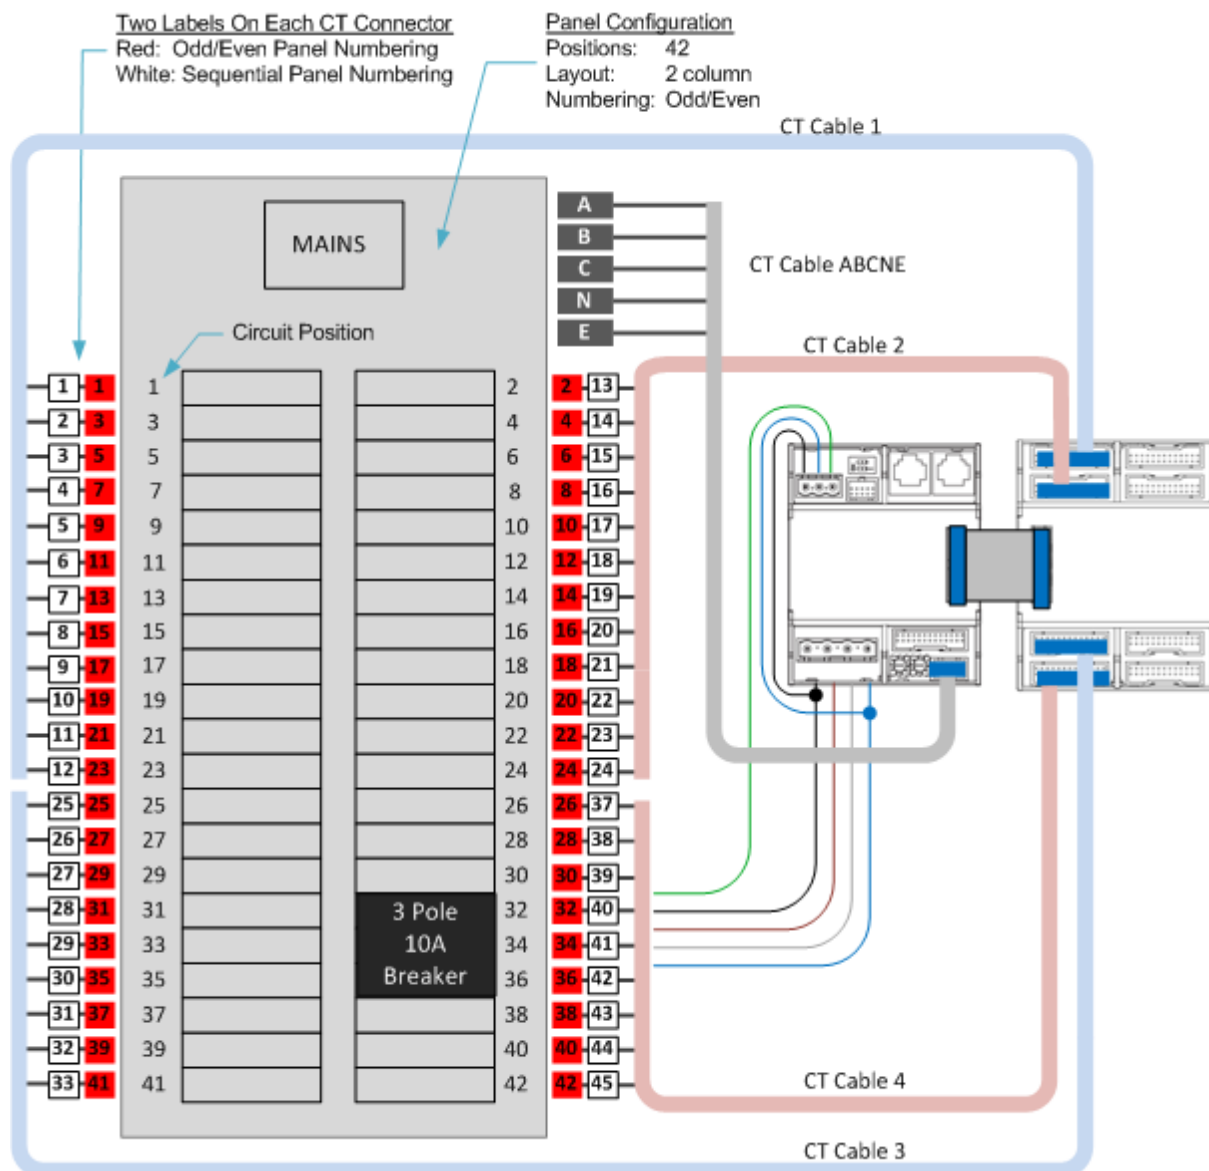 Two Labels On Each CT Connector
Red: Odd/Even Panel Numbering
White: Sequential Panel Numbering
Panel Configuration
Positions: 42
Layout: 2 column
Numbering: Odd/Even
CT Cable 1
MAINS
A
B
C
N
E
CT Cable ABCNE
Circuit Position
CT Cable 2
1 1 1 2 2 13
2 3 3 4 4 14
3 5 5 6 6 15
4 7 7 8 8 16
5 9 9 10 10 17
6 11 11 12 12 18
7 13 13 14 14 19
8 15 15 16 16 20
9 17 17 18 18 21
10 19 19 20 20 22
11 21 21 22 22 23
12 23 23 24 24 24
25 25 25 26 26 37
26 27 27 28 28 38
27 29 29 30 30 39
28 31 31 3 Pole 32 32 40
29 33 33 10A 34 34 41
30 35 35 Breaker 36 36 42
31 37 37 38 38 43
32 39 39 40 40 44
33 41 41 42 42 45
CT Cable 4
CT Cable 3